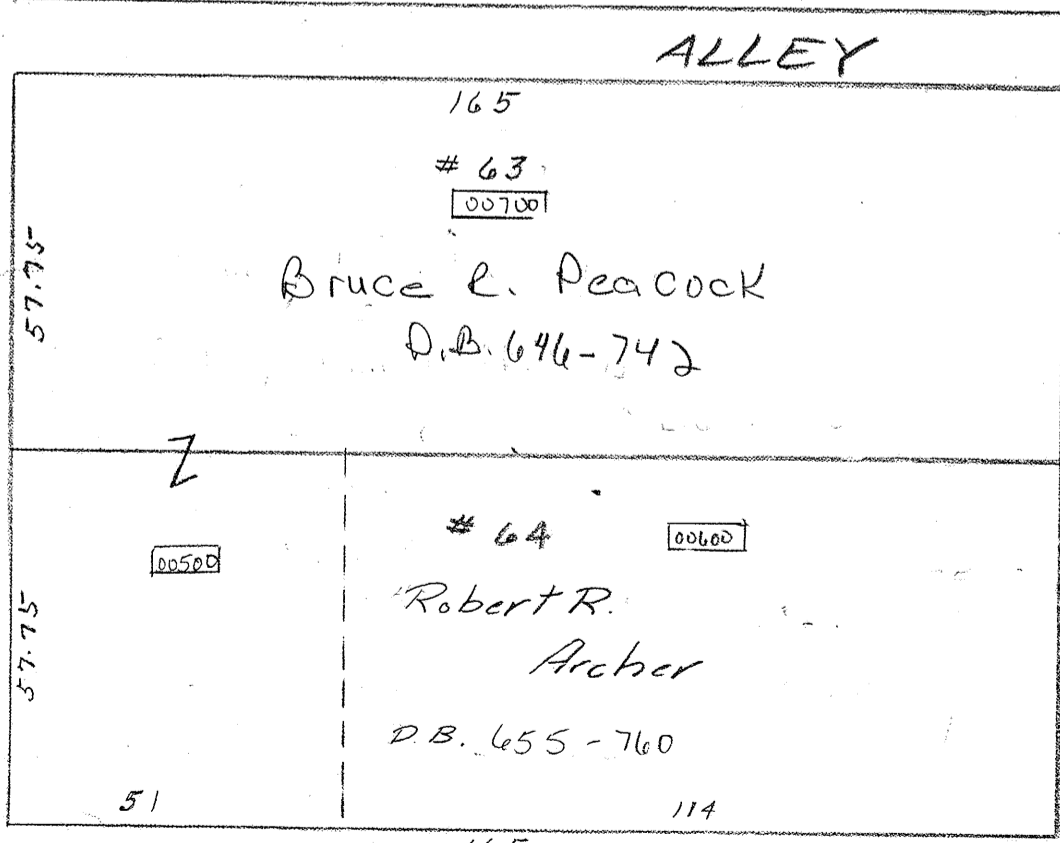 ALLEY
165
# 63
00700
57.75
Bruce R. Peacock
D.B. 646-742
Z
# 64
00600
00500
Robert R.
Archer
57.75
D.B. 655-760
51
114
165